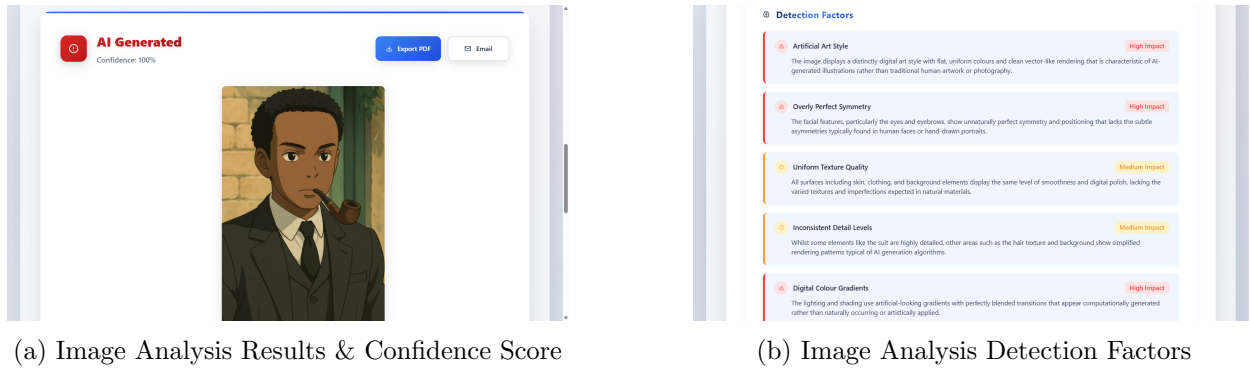 AI Generated
Confidence: 100%
Export PDF
Email
(a) Image Analysis Results & Confidence Score
Detection Factors
Artificial Art Style
High Impact
The image displays a distinctly digital art style with flat, uniform colours and clean vector-like rendering that is characteristic of AI-
generated illustrations rather than traditional human artwork or photography.
Overly Perfect Symmetry
High Impact
The facial features, particularly the eyes and eyebrows, show unnaturally perfect symmetry and positioning that lacks the subtle
asymmetries typically found in human faces or hand-drawn portraits.
Uniform Texture Quality
Medium Impact
All surfaces including skin, clothing, and background elements display the same level of smoothness and digital polish, lacking the
varied textures and imperfections expected in natural materials.
Inconsistent Detail Levels
Medium Impact
Whilst some elements like the suit are highly detailed, other areas such as the hair texture and background show simplified
rendering patterns typical of AI generation algorithms.
Digital Colour Gradients
High Impact
The lighting and shading use artificial-looking gradients with perfectly blended transitions that appear computationally generated
rather than naturally occurring or artistically applied.
(b) Image Analysis Detection Factors